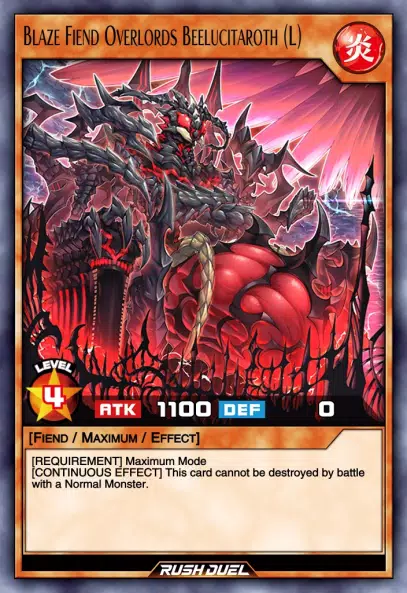 Blaze Fiend Overlords Beelucitaroth (L)
炎
LEVEL
4
ATK 1100 DEF 0
[Fiend / Maximum / Effect]
[REQUIREMENT] Maximum Mode
[CONTINUOUS EFFECT] This card cannot be destroyed by battle
with a Normal Monster.
RUSH DUEL